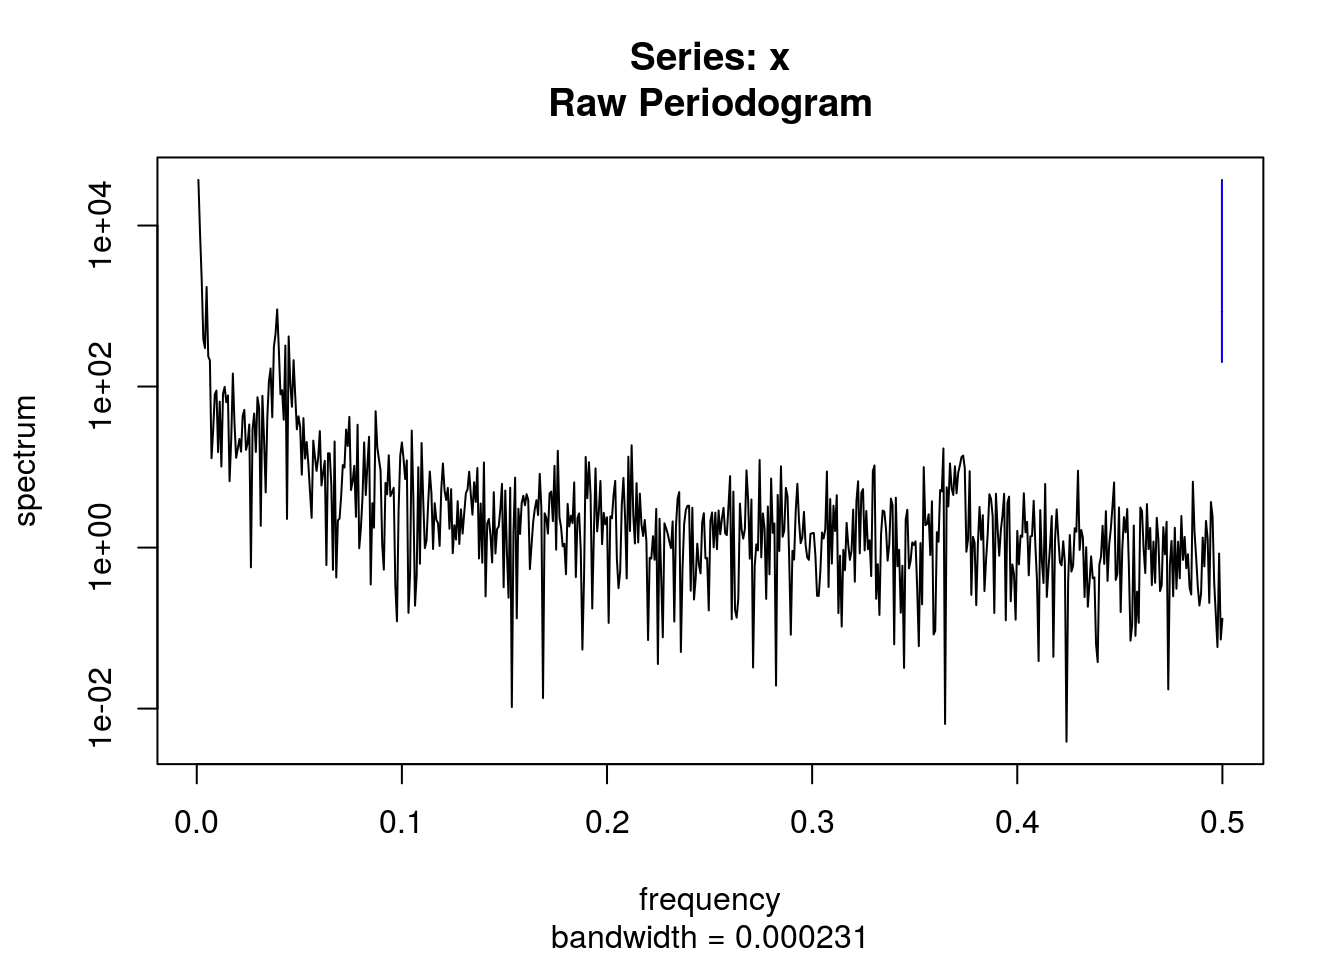 Series: x
Raw Periodogram
spectrum
1e+04
1e+02
1e+00
1e-02
0.0 0.1 0.2 0.3 0.4 0.5
frequency
bandwidth = 0.000231